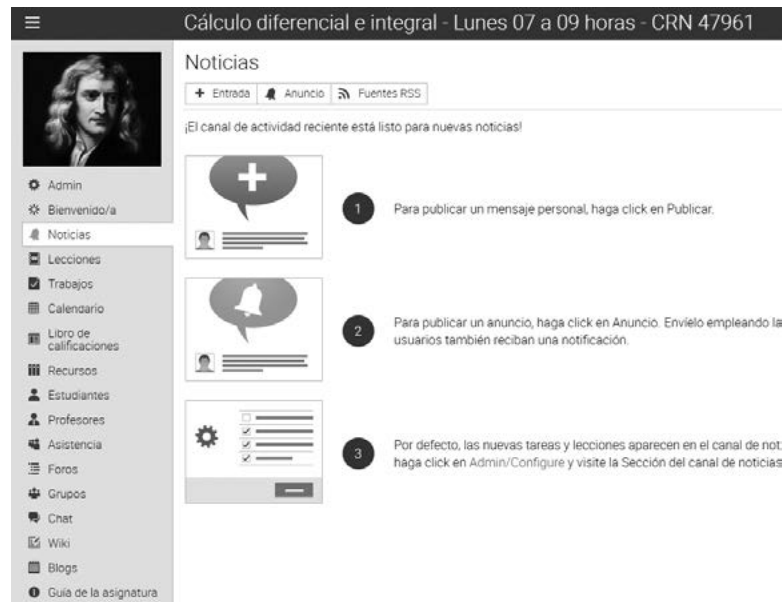 Cálculo diferencial e integral - Lunes 07 a 09 horas - CRN 47961
Noticias
Entrada Anuncio Fuentes RSS
¡El canal de actividad reciente está listo para nuevas noticias!
1 Para publicar un mensaje personal, haga click en Publicar.
2 Para publicar un anuncio, haga click en Anuncio. Envíelo empleando la
usuarios también reciban una notificación.
3 Por defecto, las nuevas tareas y lecciones aparecen en el canal de not
haga click en Admin/Configure y visite la Sección del canal de noticias
Admin
Bienvenido/a
Noticias
Lecciones
Trabajos
Calendario
Libro de
calificaciones
Recursos
Estudiantes
Profesores
Asistencia
Foros
Grupos
Chat
Wiki
Blogs
Guía de la asignatura